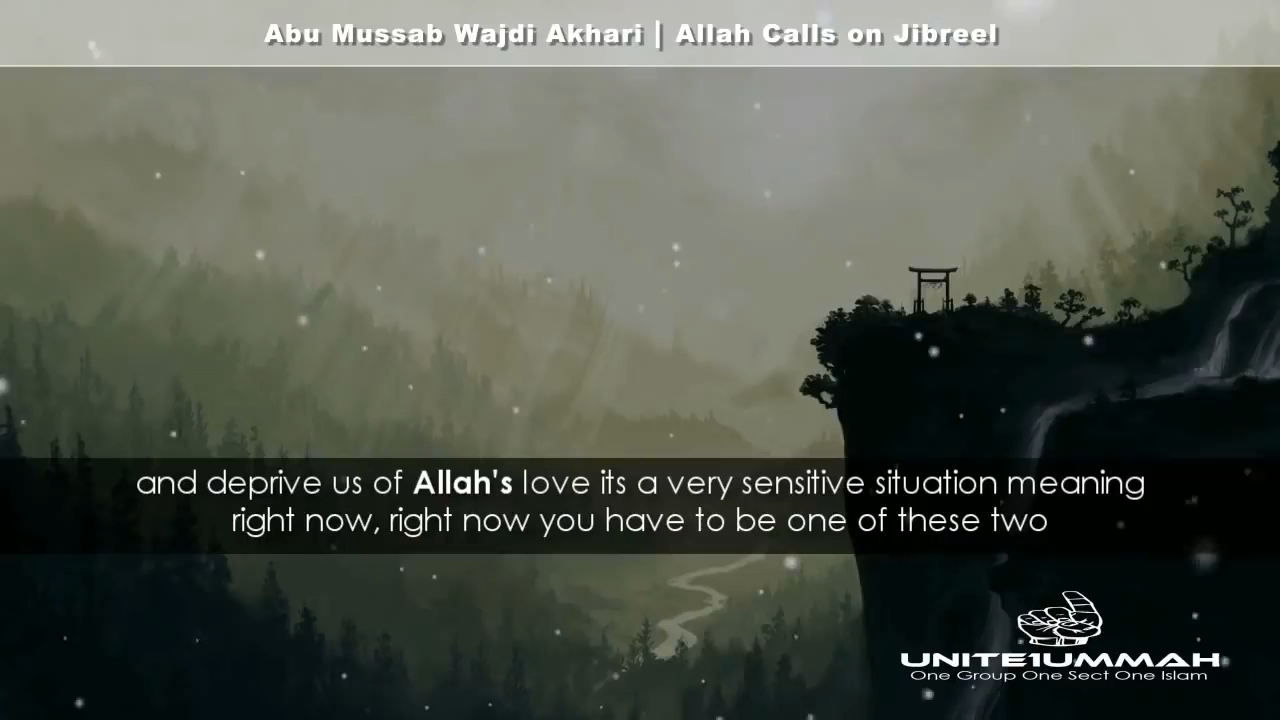 Abu Mussab Wajdi Akhari | Allah Calls on Jibreel
and deprive us of Allah's love its a very sensitive situation meaning
right now, right now you have to be one of these two
UNITE1UMMAH
One Group One Sect One Islam